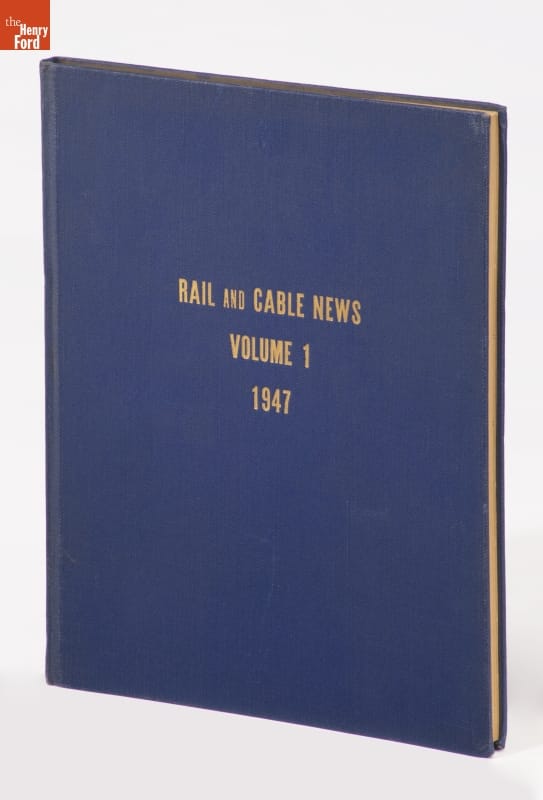 the
Henry
Ford
RAIL AND CABLE NEWS
VOLUME 1
1947